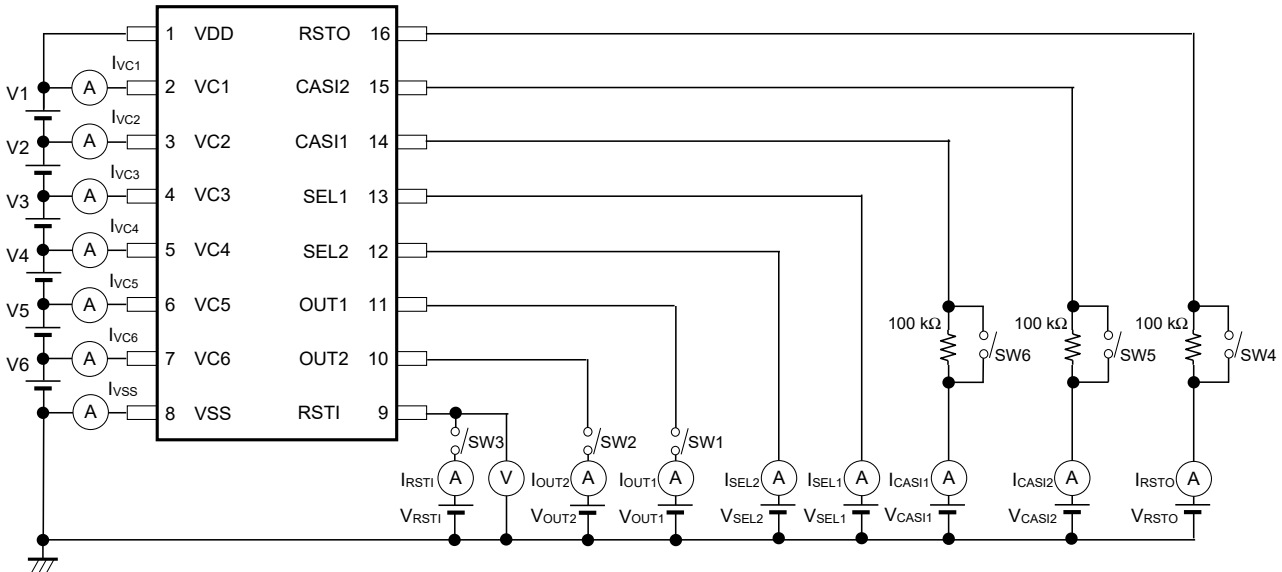 1 VDD RSTO 16
IVC1
V1 A 2 VC1 CASI2 15
IVC2
V2 A 3 VC2 CASI1 14
IVC3
V3 A 4 VC3 SEL1 13
IVC4
V4 A 5 VC4 SEL2 12
IVC5
V5 A 6 VC5 OUT1 11
IVC6
V6 A 7 VC6 OUT2 10
IVSS
A 8 VSS RSTI 9
100 kΩ SW6 100 kΩ SW5 100 kΩ SW4
SW3 SW2 SW1
IRSTI A V IOUT2 A IOUT1 A ISEL2 A ISEL1 A ICASI1 A ICASI2 A IRSTO A
VRSTI VOUT2 VOUT1 VSEL2 VSEL1 VCASI1 VCASI2 VRSTO